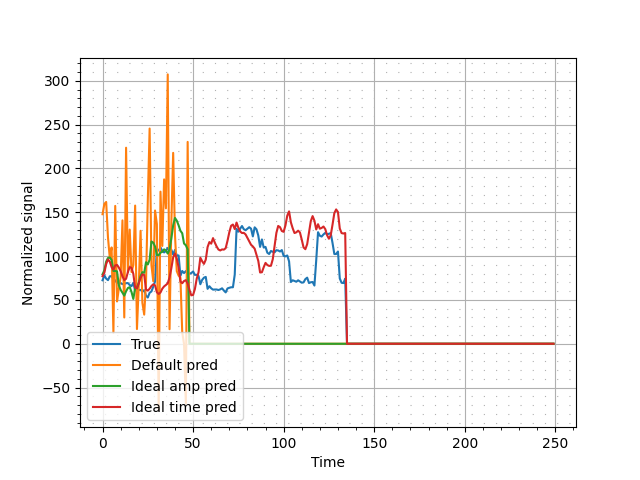 300
250
200
150
100
50
0
−50
Normalized signal
True
Default pred
Ideal amp pred
Ideal time pred
0 50 100 150 200 250
Time